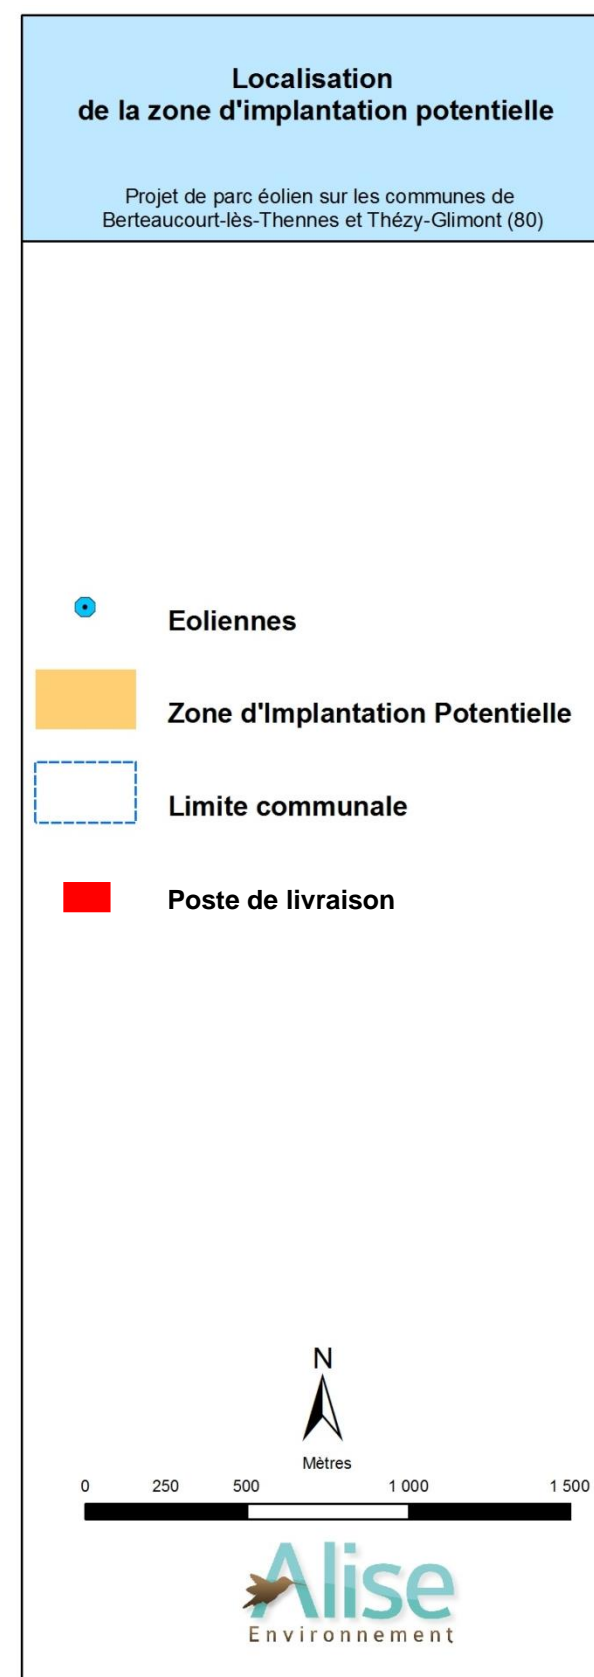 Localisation
de la zone d'implantation potentielle
Projet de parc éolien sur les communes de
Berteaucourt-lès-Thennes et Thézy-Glimont (80)
Eoliennes
Zone d'Implantation Potentielle
Limite communale
Poste de livraison
N
Mètres
0 250 500 1 000 1 500
Alise
Environnement